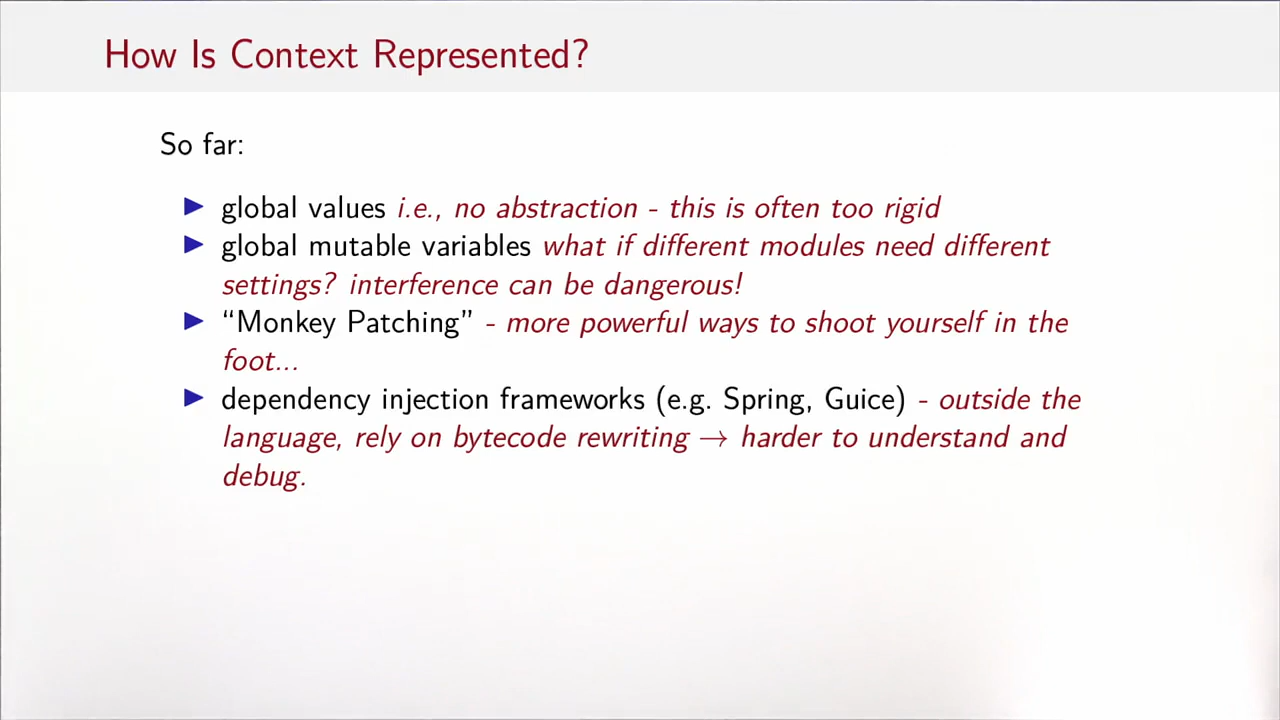 How Is Context Represented?
So far:
▶ global values i.e., no abstraction - this is often too rigid
▶ global mutable variables what if different modules need different
settings? interference can be dangerous!
▶ “Monkey Patching” - more powerful ways to shoot yourself in the
foot...
▶ dependency injection frameworks (e.g. Spring, Guice) - outside the
language, rely on bytecode rewriting → harder to understand and
debug.